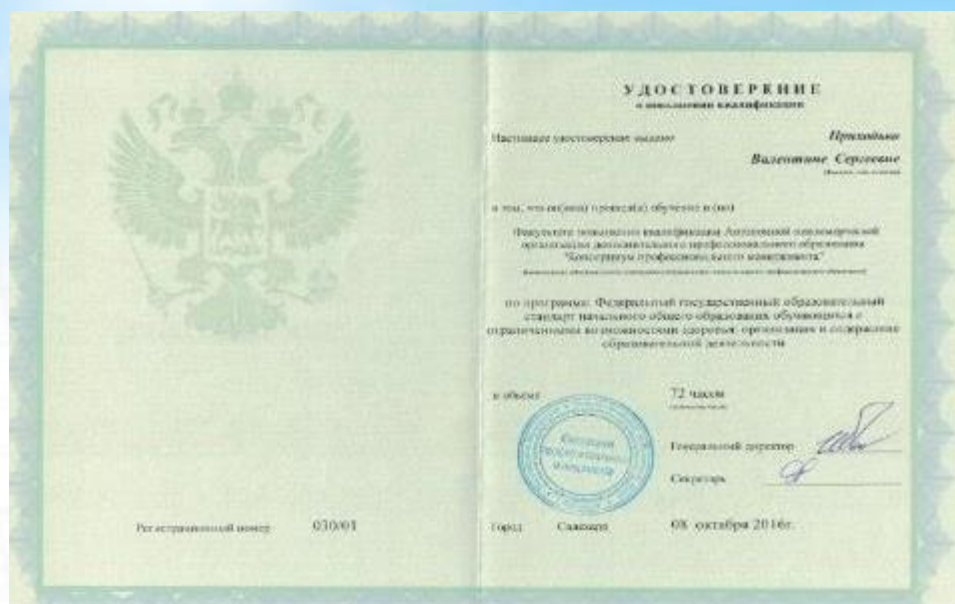 УДОСТОВЕРЕНИЕ
о повышении квалификации
Настоящее удостоверение выдано Приходько
Валентине Сергеевне
в том, что он(она) прошел(а) обучение в (на)
Факультете повышения квалификации Автономной некоммерческой
организации дополнительного профессионального образования
"Консорциум профессионального менеджмента"
по программе: Федеральный государственный образовательный
стандарт начального общего образования обучающихся с
ограниченными возможностями здоровья: организация и содержание
образовательной деятельности
в объеме 72 часов
Генеральный директор
Секретарь
Регистрационный номер 030/01
Город Салехард 08 октября 2016г.